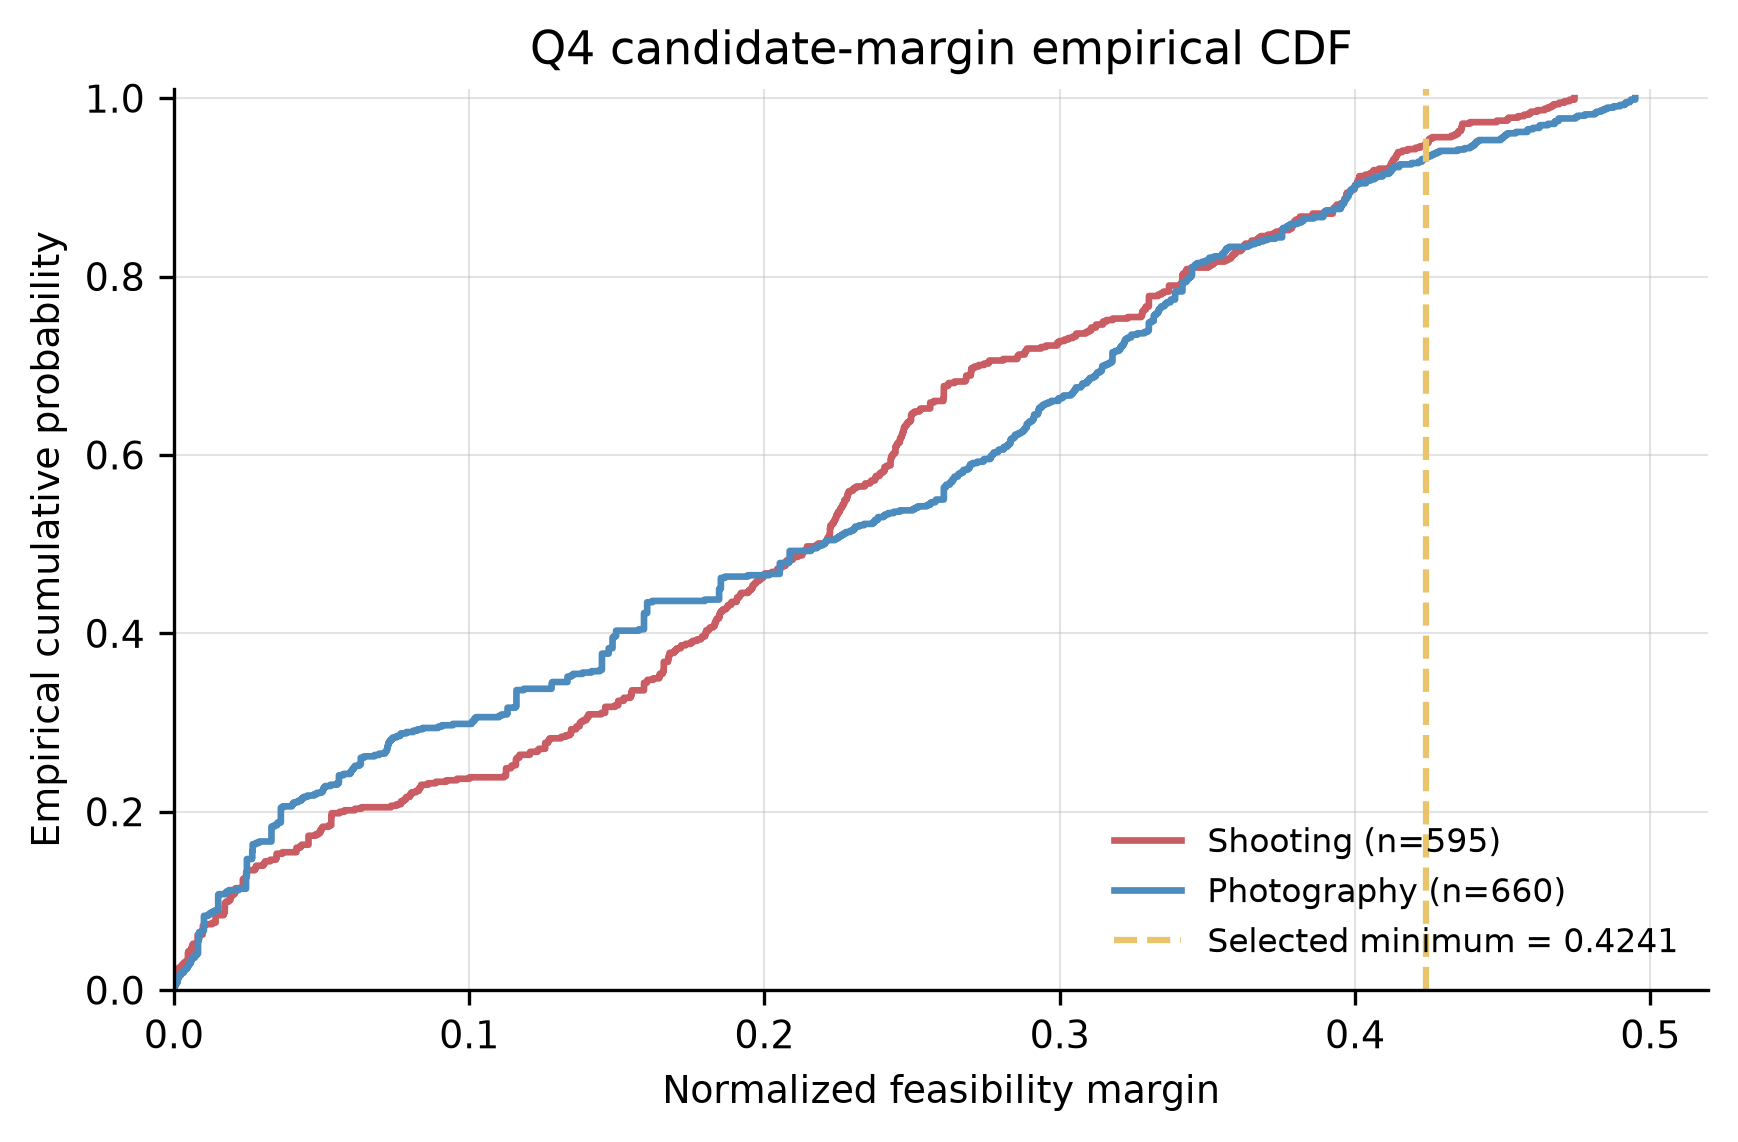 Q4 candidate-margin empirical CDF
Empirical cumulative probability
1.0
0.8
0.6
0.4
0.2
0.0
Shooting (n=595)
Photography (n=660)
Selected minimum = 0.4241
0.0 0.1 0.2 0.3 0.4 0.5
Normalized feasibility margin